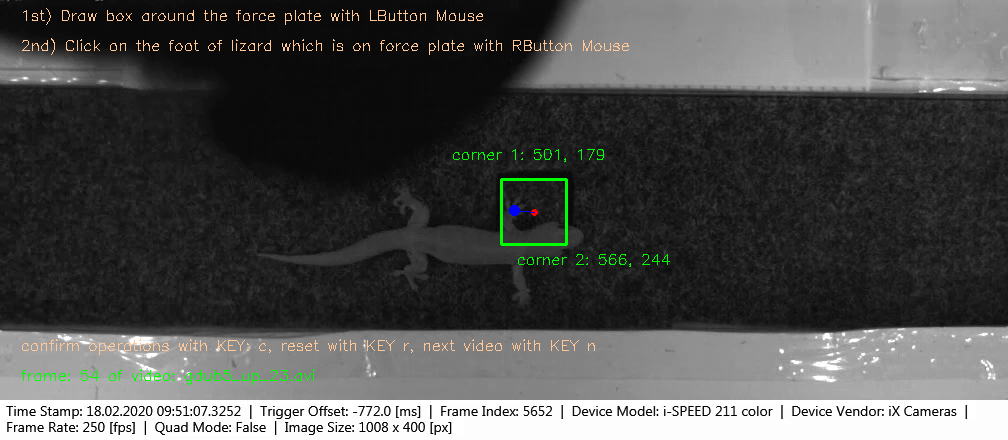 1st) Draw box around the force plate with LButton Mouse
2nd) Click on the foot of lizard which is on force plate with RButton Mouse
corner 1: 501, 179
corner 2: 566, 244
confirm operations with KEY: c, reset with KEY r, next video with KEY n
frame: 54 of video:
Time Stamp: 18.02.2020 09:51:07.3252 | Trigger Offset: -772.0 [ms] | Frame Index: 5652 | Device Model: i-SPEED 211 color | Device Vendor: iX Cameras |
Frame Rate: 250 [fps] | Quad Mode: False | Image Size: 1008 x 400 [px]